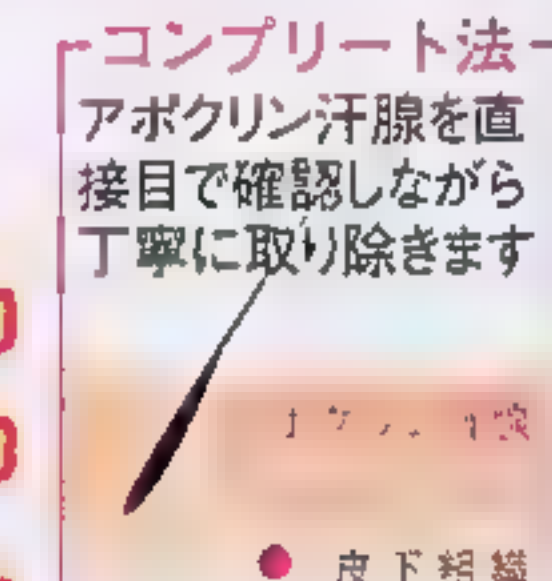 コンプリート法
アポクリン汗腺を直
接目で確認しながら
丁寧に取り除きます
皮下組織